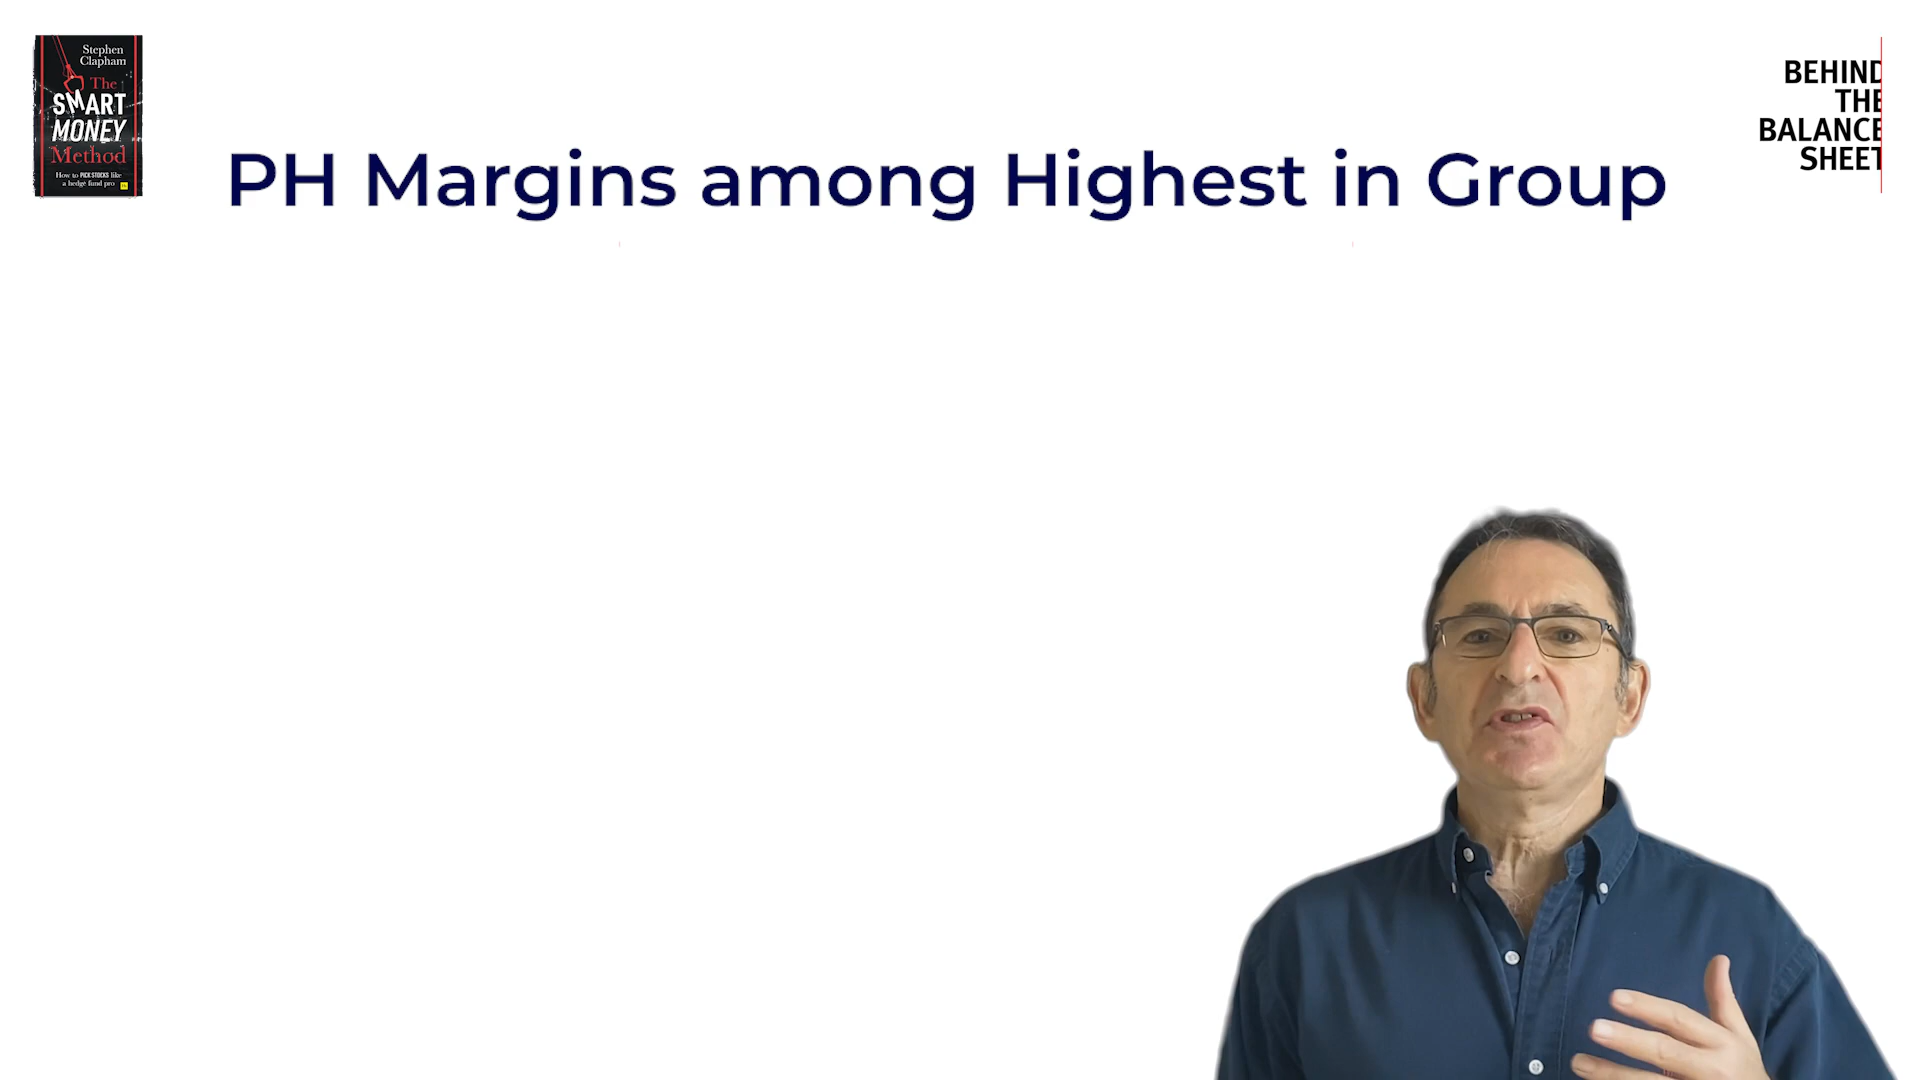 Stephen
Clapham
The
SMART
MONEY
Method
How to PICK STOCKS like
a hedge fund pro
PH Margins among Highest in Group
BEHIND
THE
BALANCE
SHEET